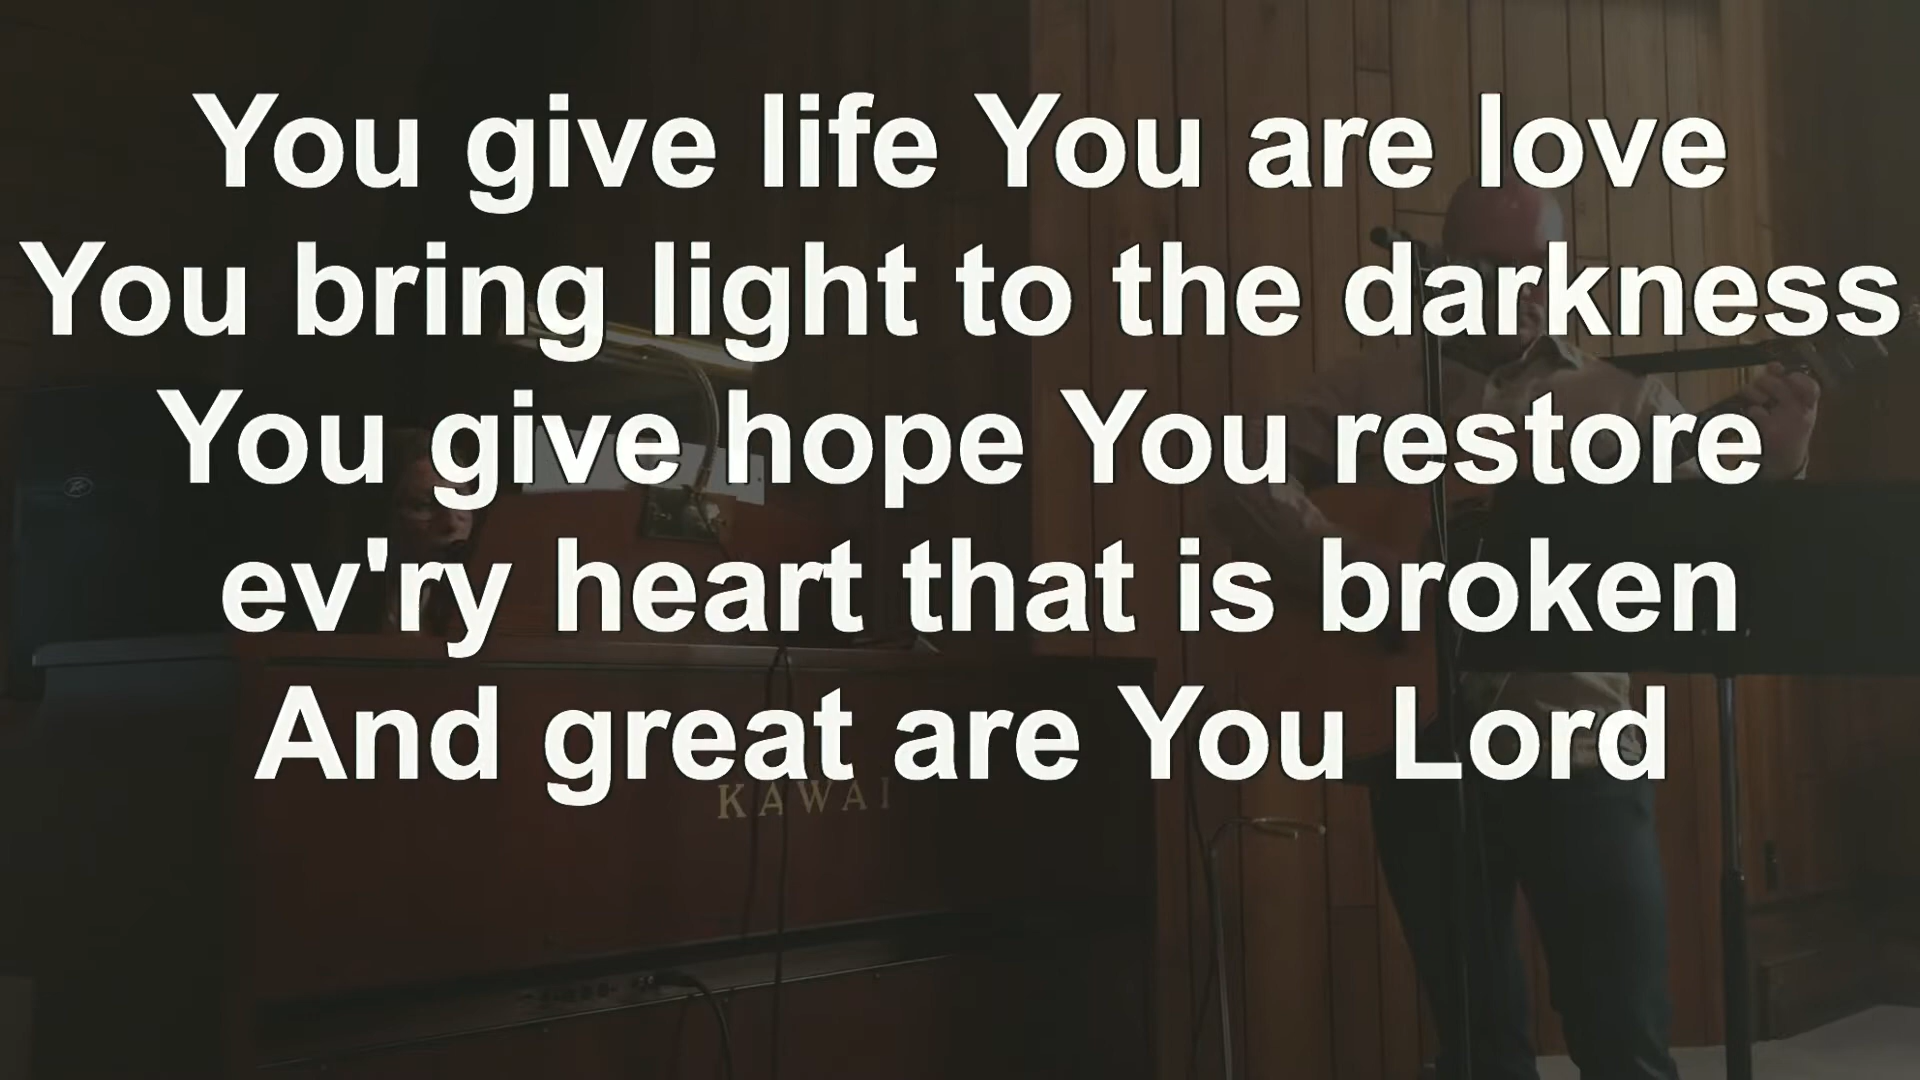 You give life You are love
You bring light to the darkness
You give hope You restore
ev'ry heart that is broken
And great are You Lord
KAWAI